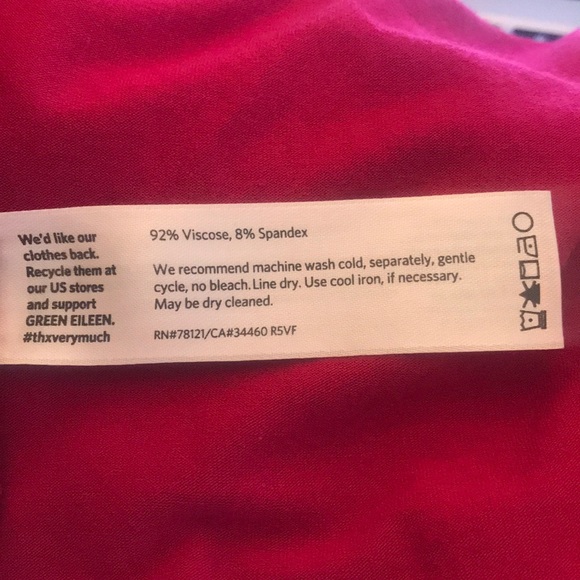 We'd like our
clothes back.
Recycle them at
our US stores
and support
GREEN EILEEN.
#thxverymuch
92% Viscose, 8% Spandex
We recommend machine wash cold, separately, gentle
cycle, no bleach. Line dry. Use cool iron, if necessary.
May be dry cleaned.
RN#78121/CA#34460 R5VF